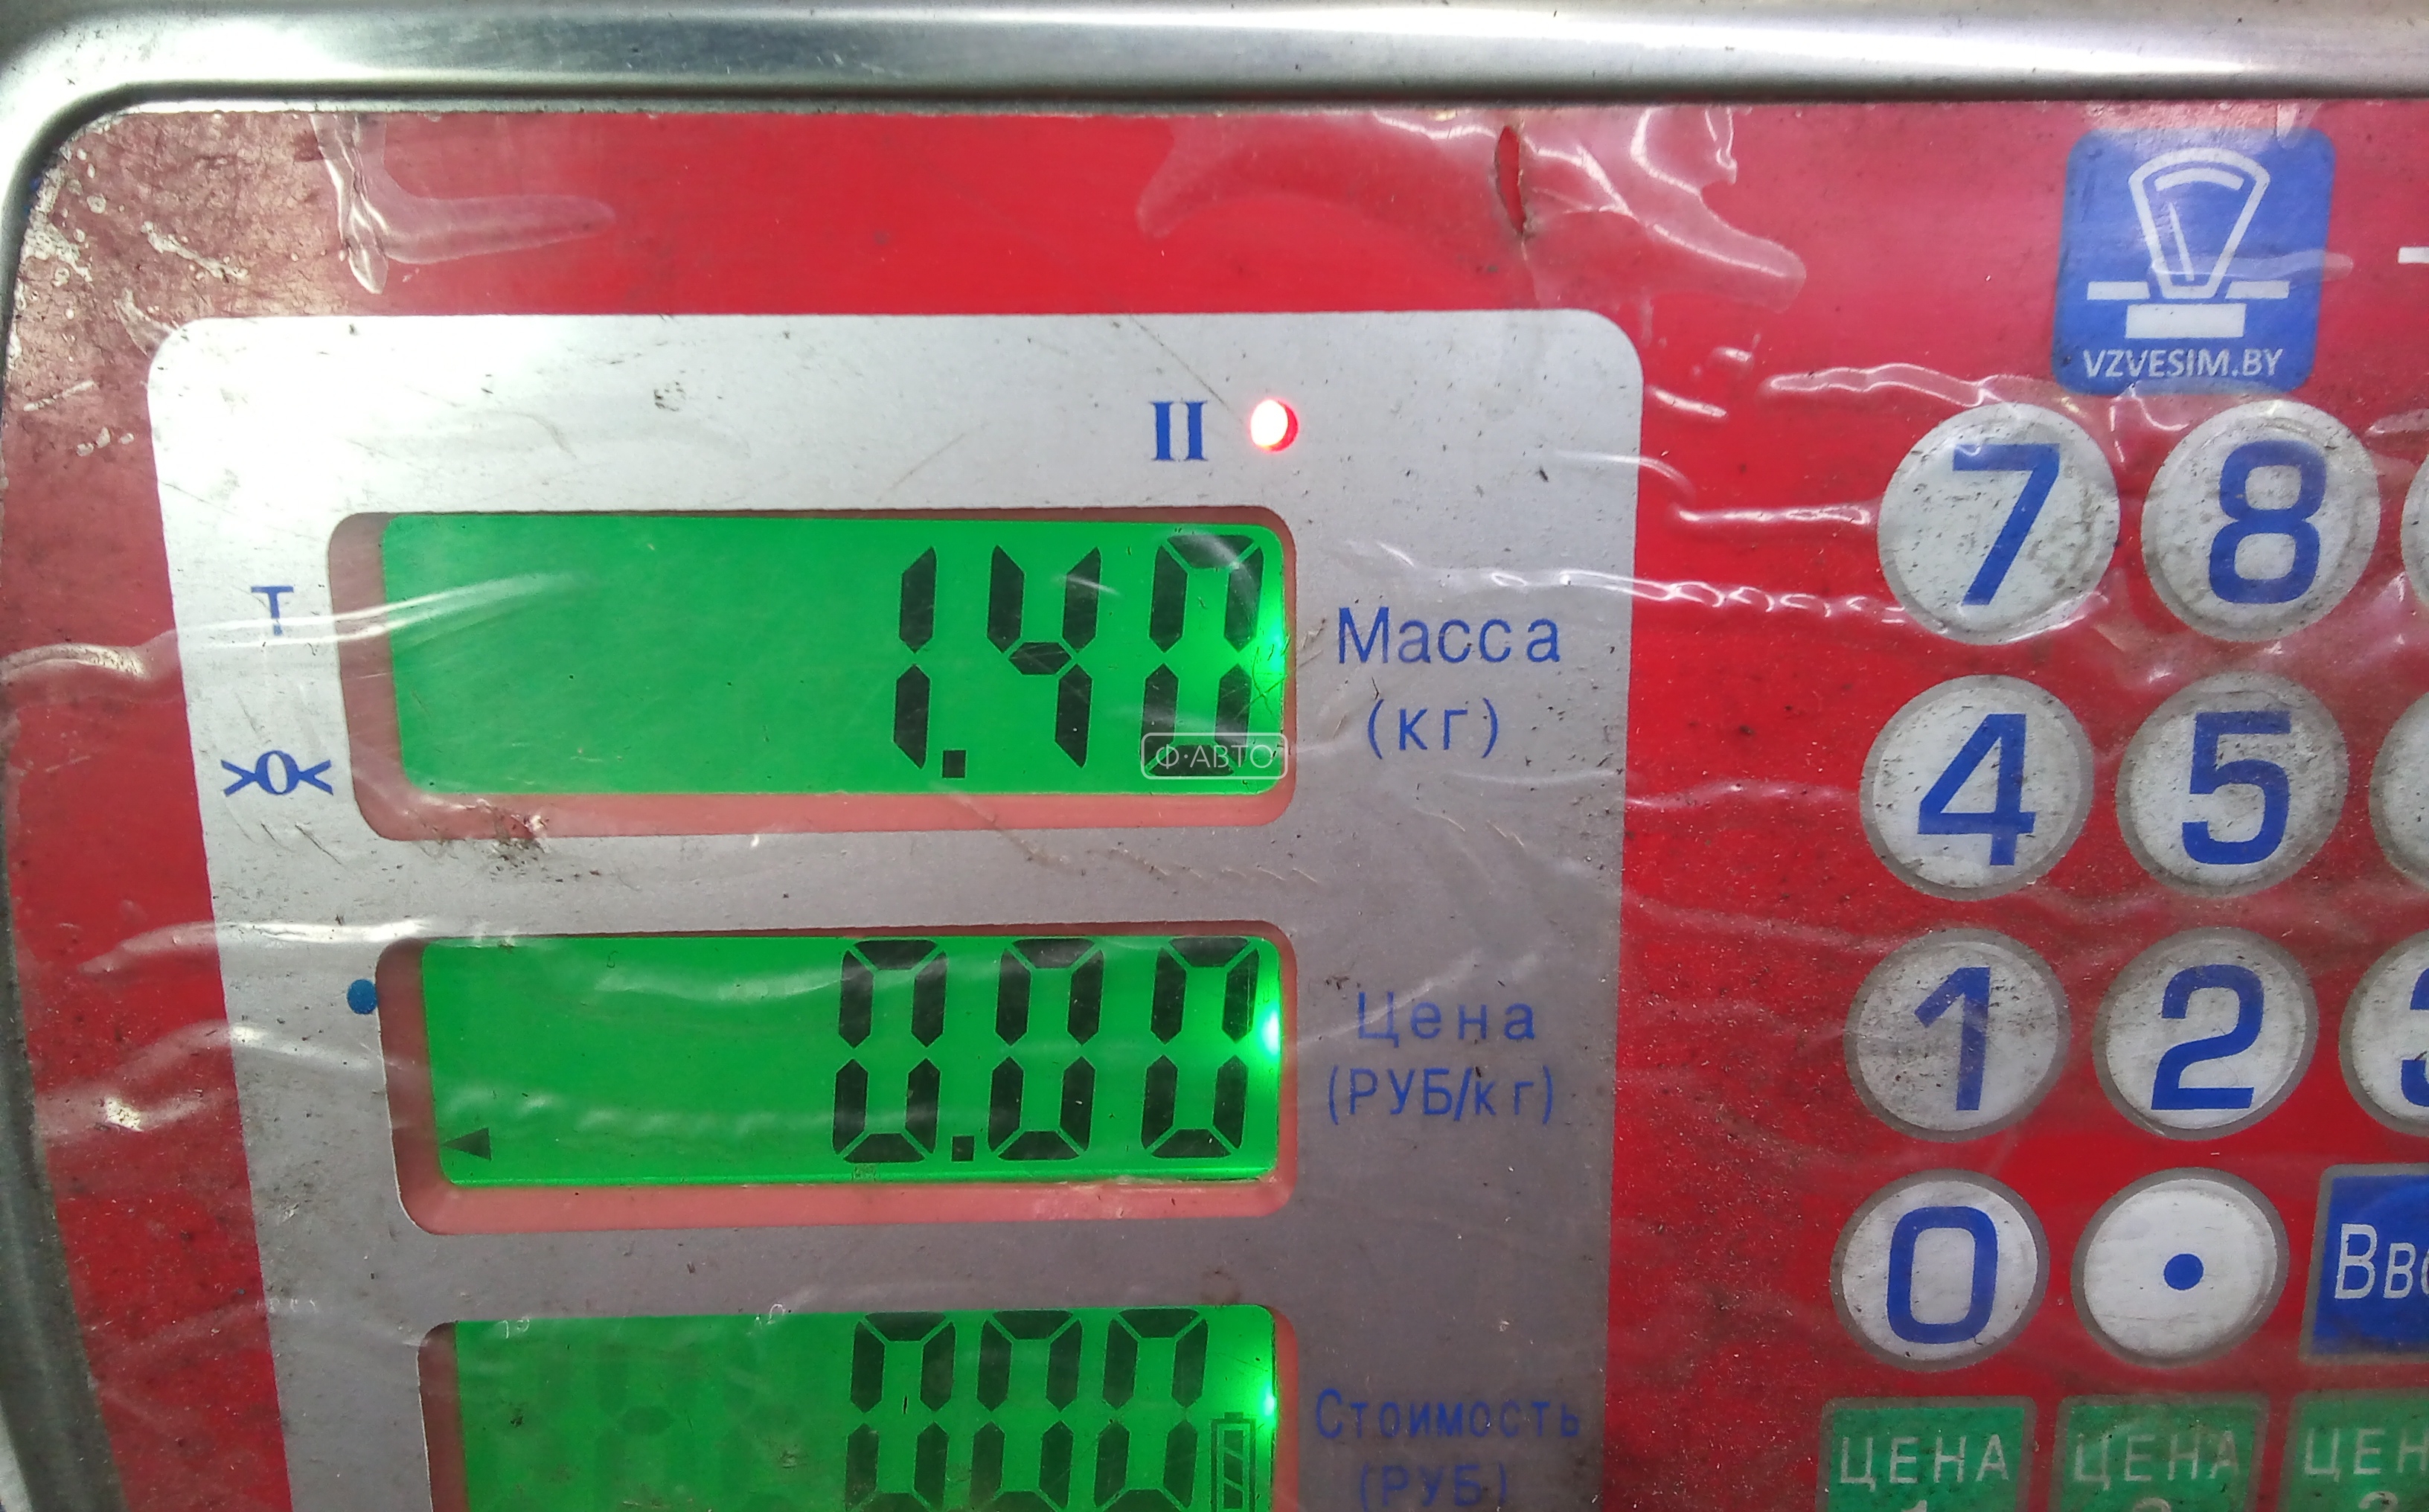 VZVESIM.BY
II
7 8
T
1.40
Масса
(кг)
>0<
Ф·АВТО
4 5
0.00
Цена
(РУБ/кг)
1 2
0 .
Стоимость
(РУБ)
ЦЕНА
ЦЕНА